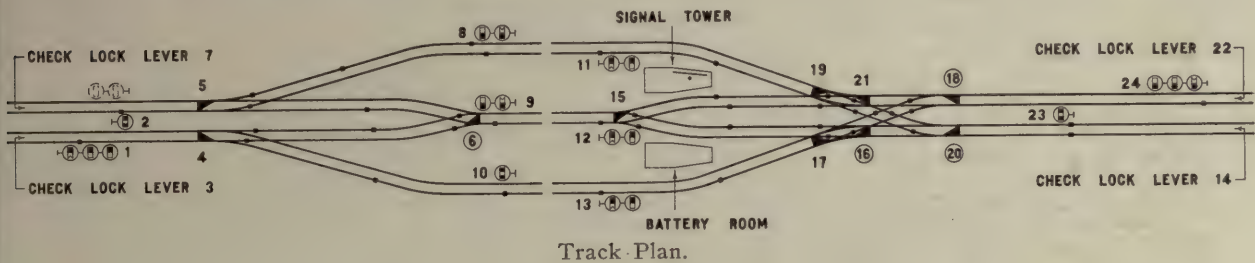 SIGNAL TOWER
8
CHECK LOCK LEVER 7
CHECK LOCK LEVER 22
11
19
21
18
24
5
9
15
2
12
23
6
1
4
17
16
20
10
CHECK LOCK LEVER 3
CHECK LOCK LEVER 14
13
BATTERY ROOM
Track Plan.